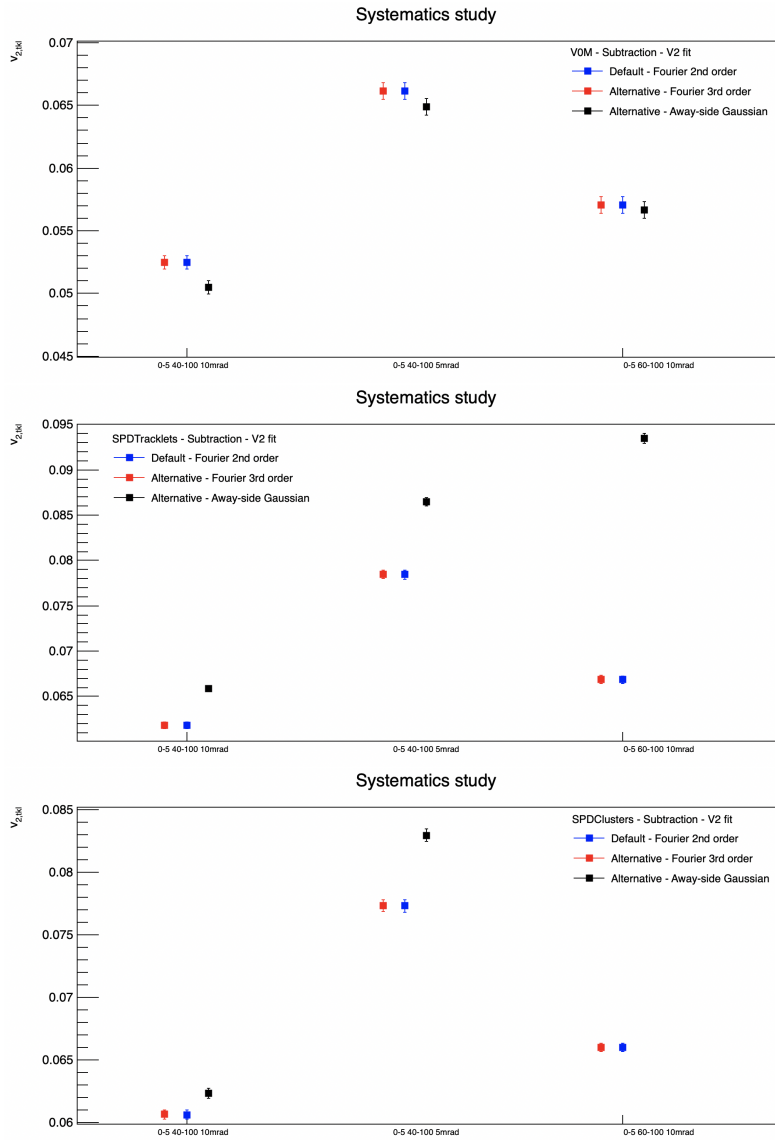 Systematics study
v2,tkl
0.07
V0M - Subtraction - V2 fit
Default - Fourier 2nd order
0.065
Alternative - Fourier 3rd order
Alternative - Away-side Gaussian
0.06
0.055
0.05
0.045
0-5 40-100 10mrad
0-5 40-100 5mrad
0-5 60-100 10mrad
Systematics study
v2,tkl
0.095
SPDTracklets - Subtraction - V2 fit
Default - Fourier 2nd order
0.09
Alternative - Fourier 3rd order
Alternative - Away-side Gaussian
0.085
0.08
0.075
0.07
0.065
0-5 40-100 10mrad
0-5 40-100 5mrad
0-5 60-100 10mrad
Systematics study
v2,tkl
0.085
SPDClusters - Subtraction - V2 fit
Default - Fourier 2nd order
Alternative - Fourier 3rd order
0.08
Alternative - Away-side Gaussian
0.075
0.07
0.065
0.06
0-5 40-100 10mrad
0-5 40-100 5mrad
0-5 60-100 10mrad